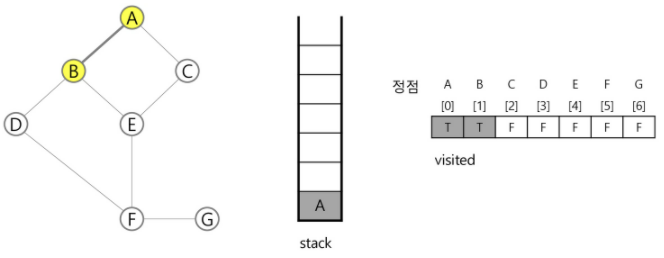 A
B
C
D
E
F
G
A
stack
정점 A B C D E F G
[0] [1] [2] [3] [4] [5] [6]
T T F F F F F
visited